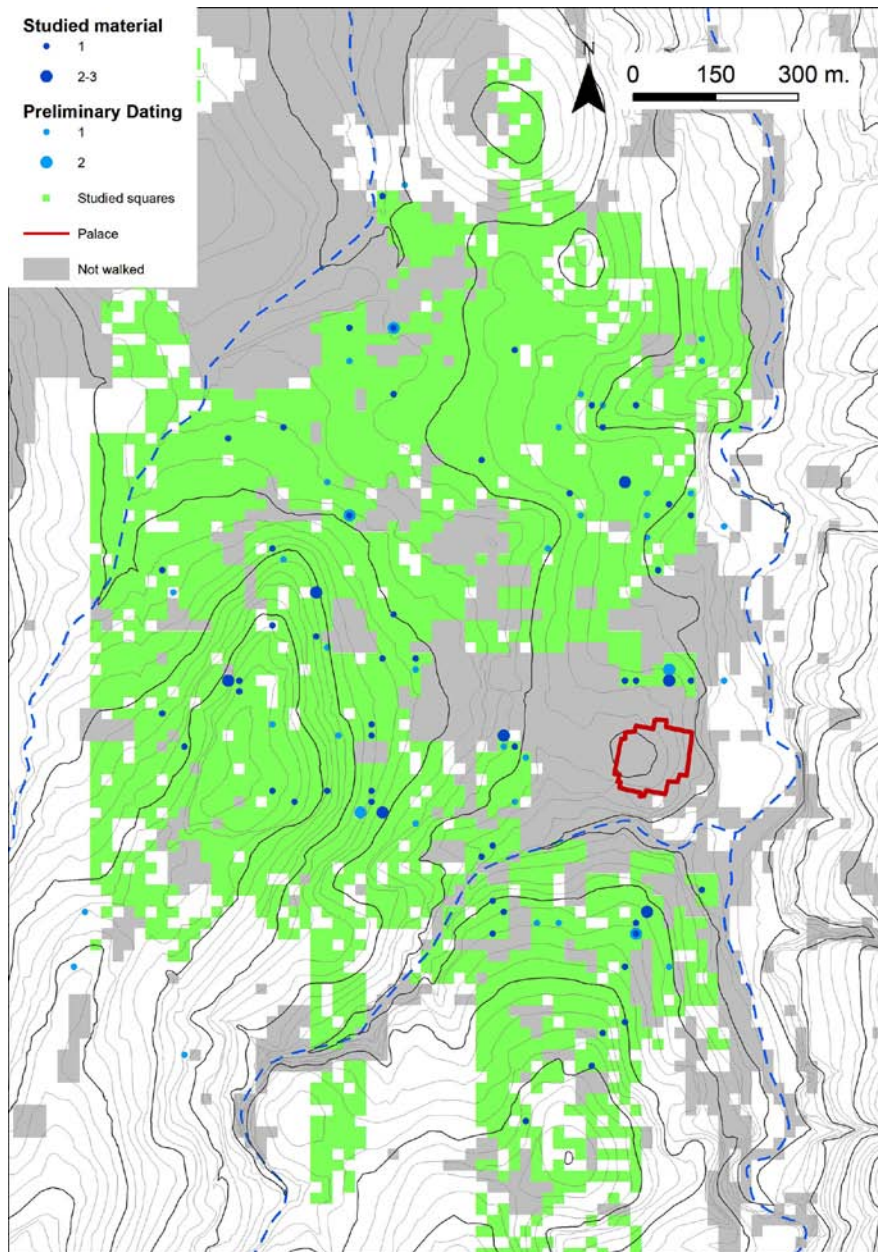 Studied material
1
2-3
Preliminary Dating
1
2
Studied squares
Palace
Not walked
N
0 150 300 m.